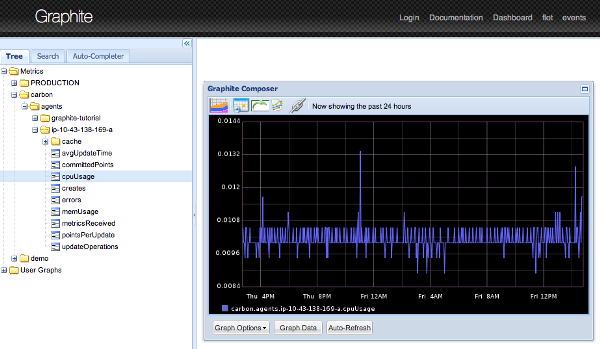 Graphite
Login Documentation Dashboard flot events
Tree Search Auto-Completer
Metrics
PRODUCTION
carbon
agents
graphite-tutorial
ip-10-43-138-169-a
cache
avgUpdateTime
committedPoints
cpuUsage
creates
errors
memUsage
metricsReceived
pointsPerUpdate
updateOperations
demo
User Graphs
Graphite Composer
Now showing the past 24 hours
0.0144
0.0132
0.012
0.0108
0.0096
0.0084
Thu 4PM Thu 8PM Fri 12AM Fri 4AM Fri 8AM Fri 12PM
carbon.agents.ip-10-43-138-169-a.cpuUsage
Graph Options Graph Data Auto-Refresh